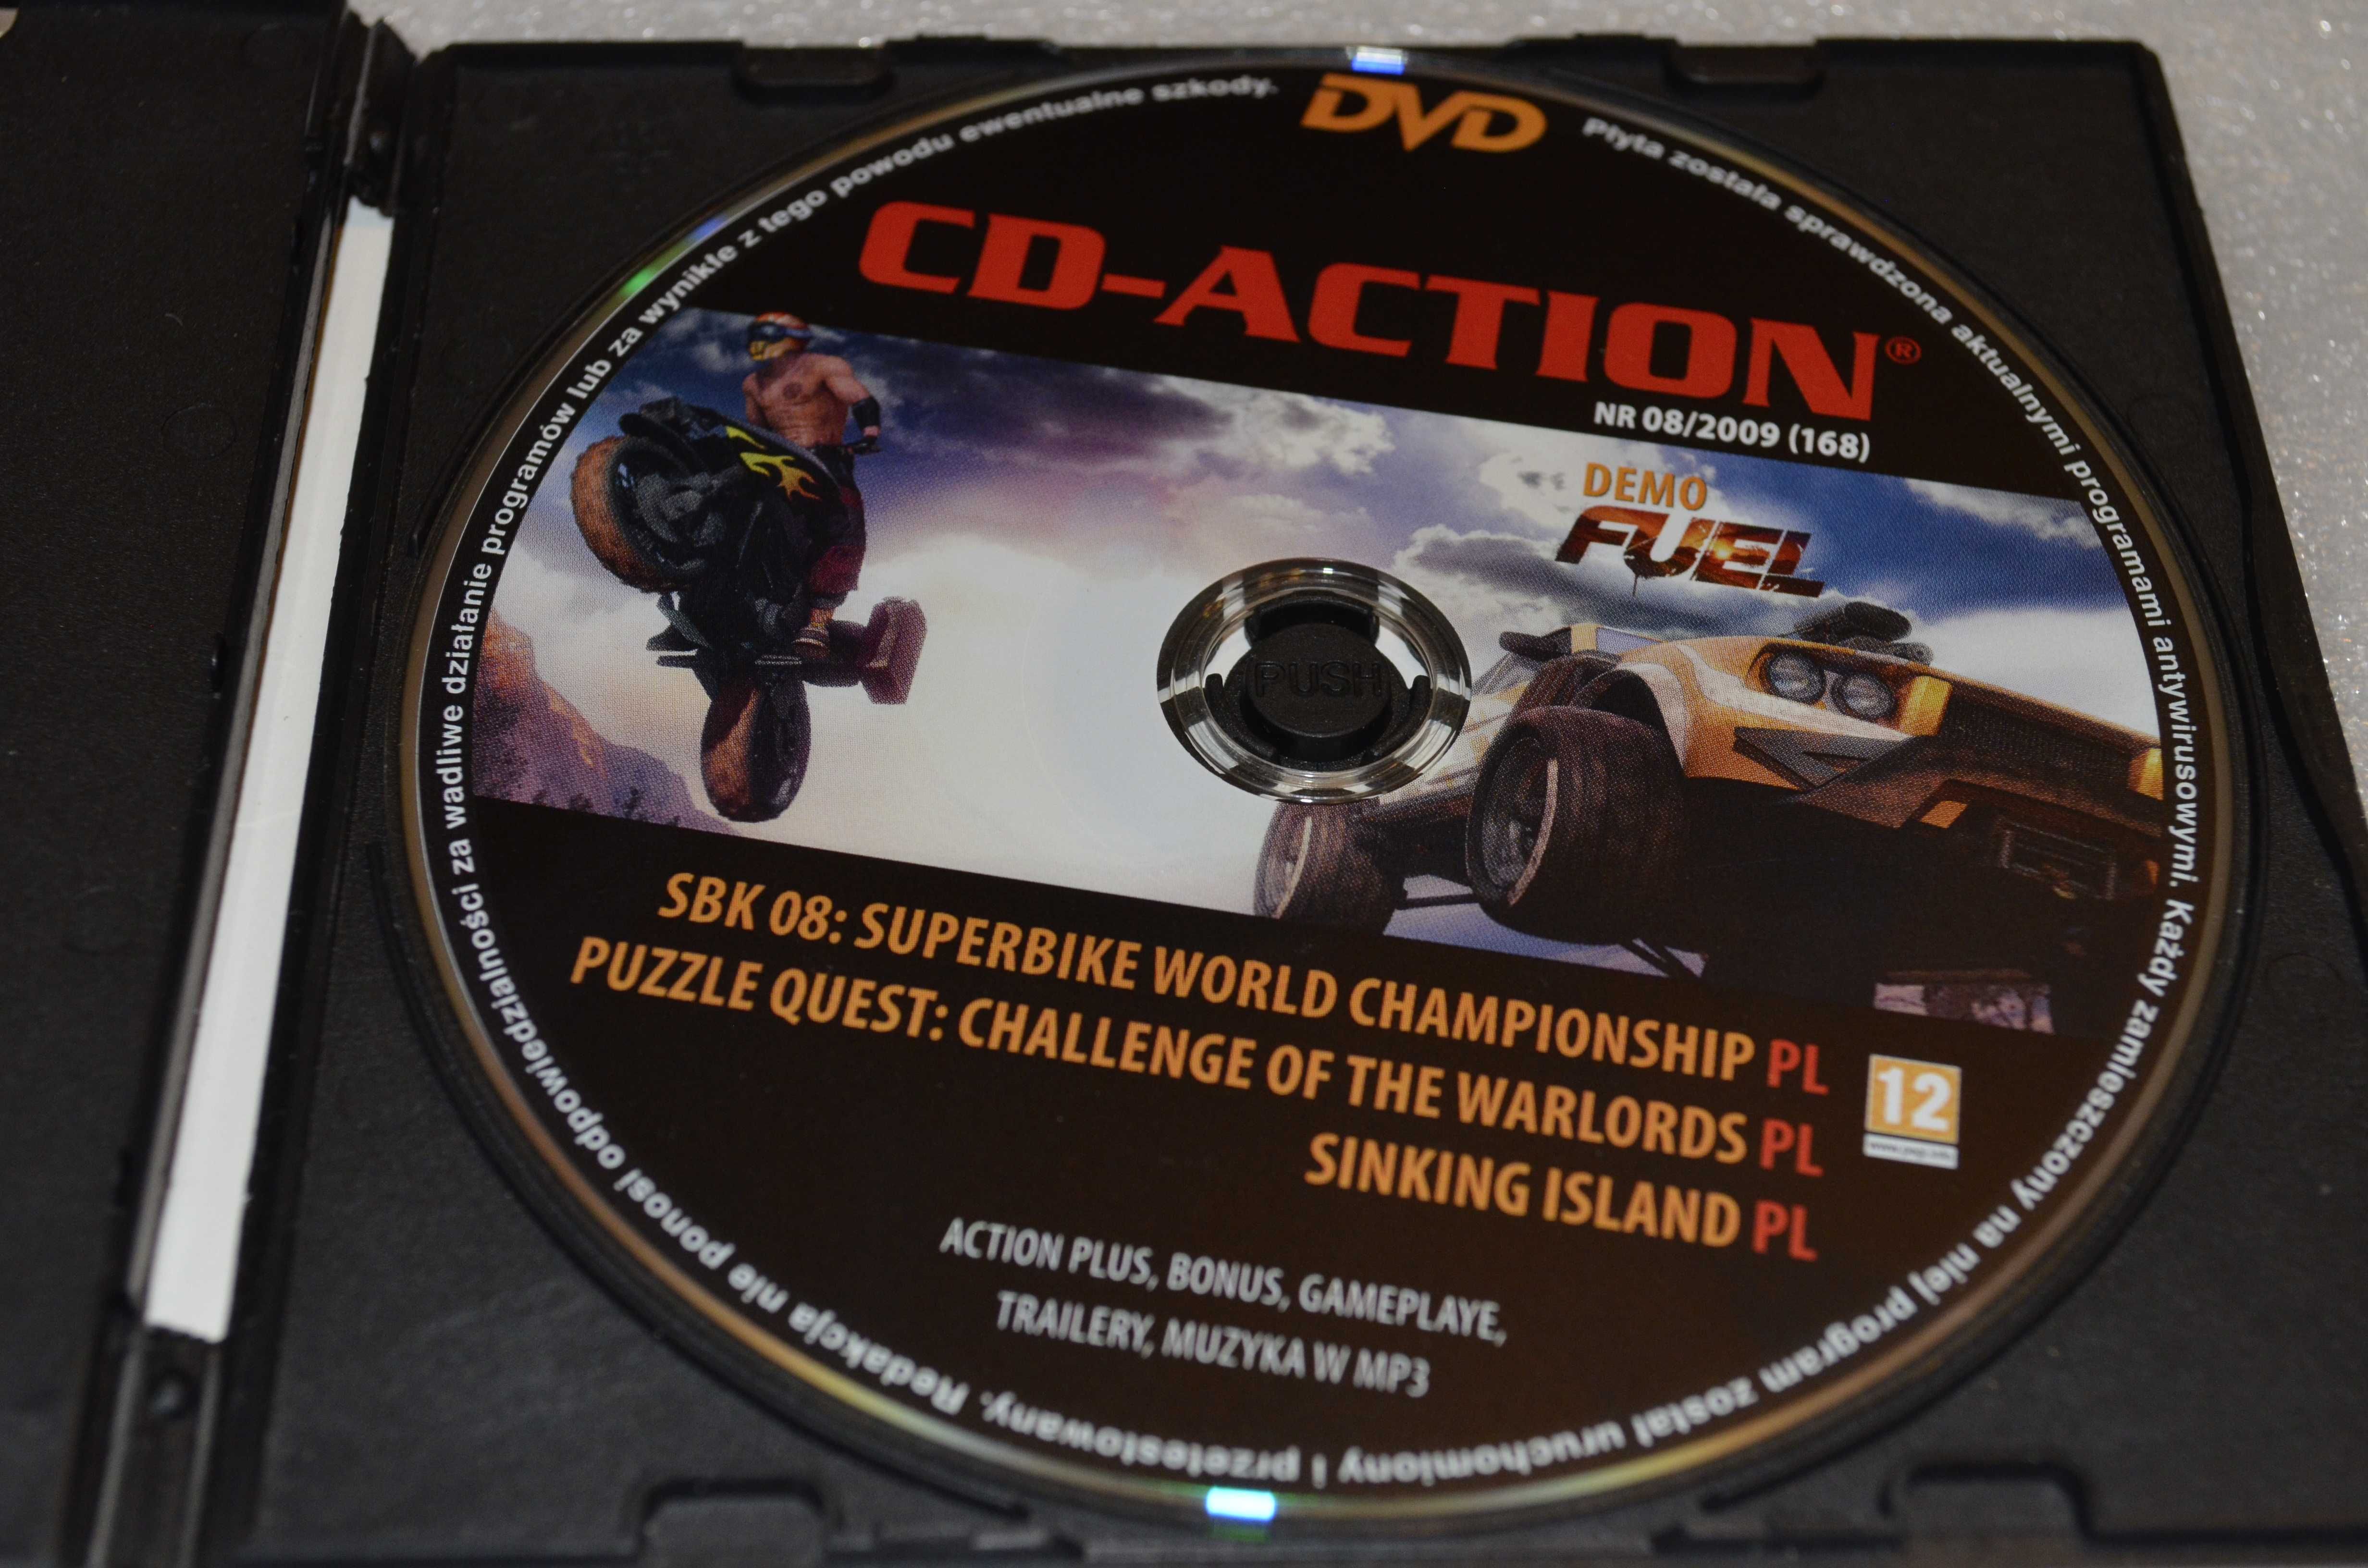 DVD
CD-ACTION®
NR 08/2009 (168)
DEMO
FUEL
PUSH
SBK 08: SUPERBIKE WORLD CHAMPIONSHIP PL
PUZZLE QUEST: CHALLENGE OF THE WARLORDS PL
SINKING ISLAND PL
12
ACTION PLUS, BONUS, GAMEPLAYE,
TRAILERY, MUZYKA W MP3
Płyta została sprawdzona aktualnymi programami antywirusowymi. Każdy zamieszczony na niej program został uruchomiony i przetestowany. Redakcja nie ponosi odpowiedzialności za wadliwe działanie programów lub za wynikłe z tego powodu ewentualne szkody.